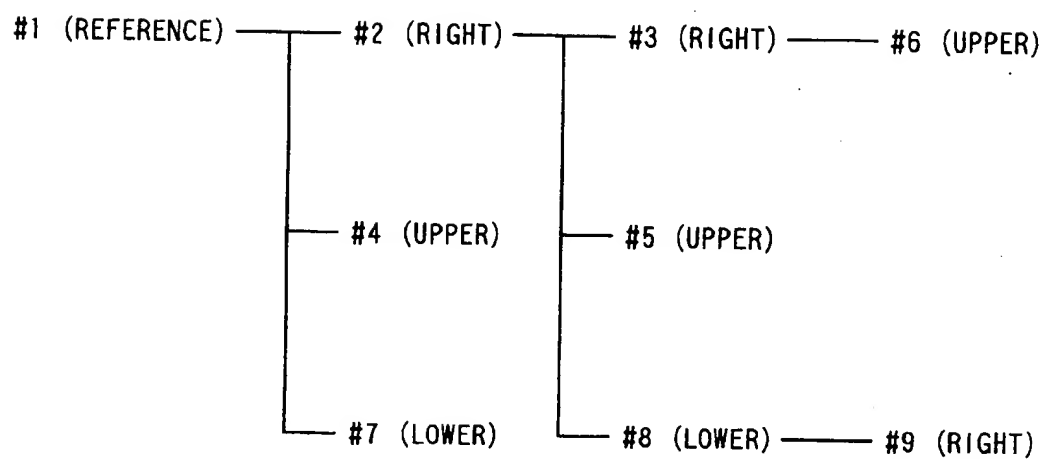 #1 (REFERENCE) #2 (RIGHT) #3 (RIGHT) #6 (UPPER)
#4 (UPPER) #5 (UPPER)
#7 (LOWER) #8 (LOWER) #9 (RIGHT)